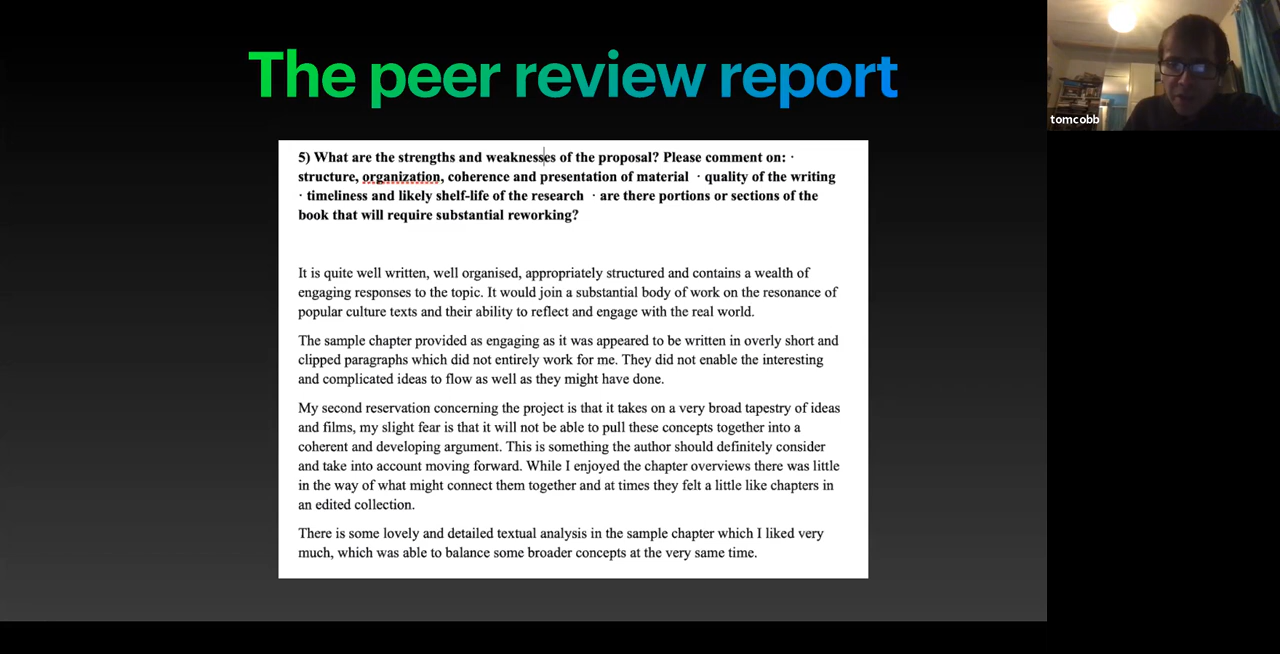 The peer review report
tomcobb
5) What are the strengths and weaknesses of the proposal? Please comment on: ·
structure, organization, coherence and presentation of material · quality of the writing
· timeliness and likely shelf-life of the research · are there portions or sections of the
book that will require substantial reworking?
It is quite well written, well organised, appropriately structured and contains a wealth of
engaging responses to the topic. It would join a substantial body of work on the resonance of
popular culture texts and their ability to reflect and engage with the real world.
The sample chapter provided as engaging as it was appeared to be written in overly short and
clipped paragraphs which did not entirely work for me. They did not enable the interesting
and complicated ideas to flow as well as they might have done.
My second reservation concerning the project is that it takes on a very broad tapestry of ideas
and films, my slight fear is that it will not be able to pull these concepts together into a
coherent and developing argument. This is something the author should definitely consider
and take into account moving forward. While I enjoyed the chapter overviews there was little
in the way of what might connect them together and at times they felt a little like chapters in
an edited collection.
There is some lovely and detailed textual analysis in the sample chapter which I liked very
much, which was able to balance some broader concepts at the very same time.